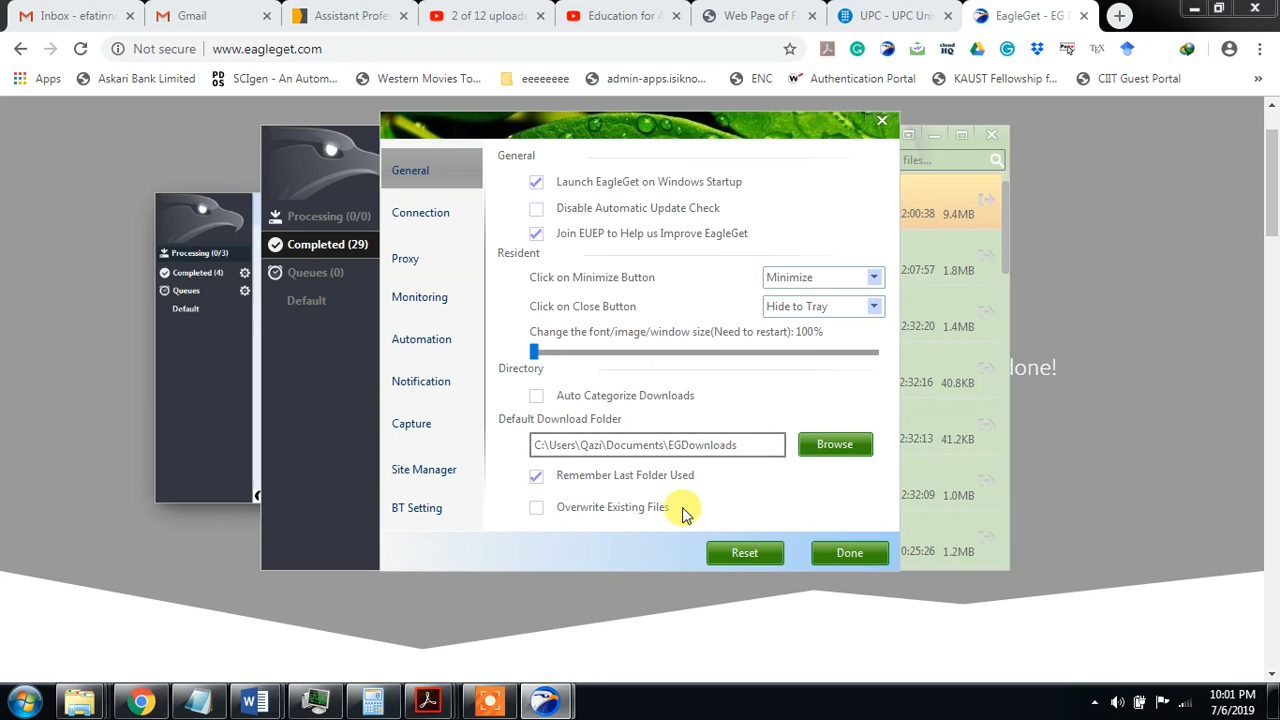 Inbox - efatinn
Gmail
Assistant Profe
2 of 12 uploade
Education for A
Web Page of Fa
UPC - UPC Uni
EagleGet - EG D
Not secure
www.eagleget.com
Apps
Askari Bank Limited
SCIgen - An Autom...
Western Movies-To...
eeeeeeee
admin-apps.isikno...
ENC
Authentication Portal
KAUST Fellowship f...
CIIT Guest Portal
Processing (0/3)
Completed (4)
Queues
Default
Processing (0/0)
Completed (29)
Queues (0)
Default
General
Connection
Proxy
Monitoring
Automation
Notification
Capture
Site Manager
BT Setting
General
Launch EagleGet on Windows Startup
Disable Automatic Update Check
Join EUEP to Help us Improve EagleGet
Resident
Click on Minimize Button
Minimize
Click on Close Button
Hide to Tray
Change the font/image/window size(Need to restart): 100%
Directory
Auto Categorize Downloads
Default Download Folder
C:\Users\Qazi\Documents\EGDownloads
Browse
Remember Last Folder Used
Overwrite Existing Files
Reset
Done
files...
2:00:38 9.4MB
2:07:57 1.8MB
2:32:20 1.4MB
2:32:16 40.8KB
2:32:13 41.2KB
2:32:09 1.0MB
0:25:26 1.2MB
done!
10:01 PM
7/6/2019